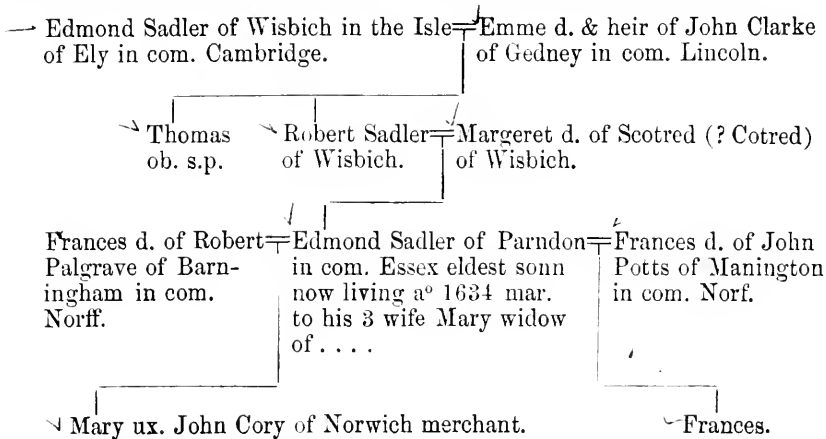 Edmond Sadler of Wisbich in the Isle
of Ely in com. Cambridge.
Emme d. & heir of John Clarke
of Gedney in com. Lincoln.
Thomas
ob. s.p.
Robert Sadler
of Wisbich.
Margeret d. of Scotred (? Cotred)
of Wisbich.
Frances d. of Robert
Palgrave of Barn-
ingham in com.
Norff.
Edmond Sadler of Parndon
in com. Essex eldest sonn
now living aº 1634 mar.
to his 3 wife Mary widow
of . . . .
Frances d. of John
Potts of Manington
in com. Norf.
Mary ux. John Cory of Norwich merchant.
Frances.